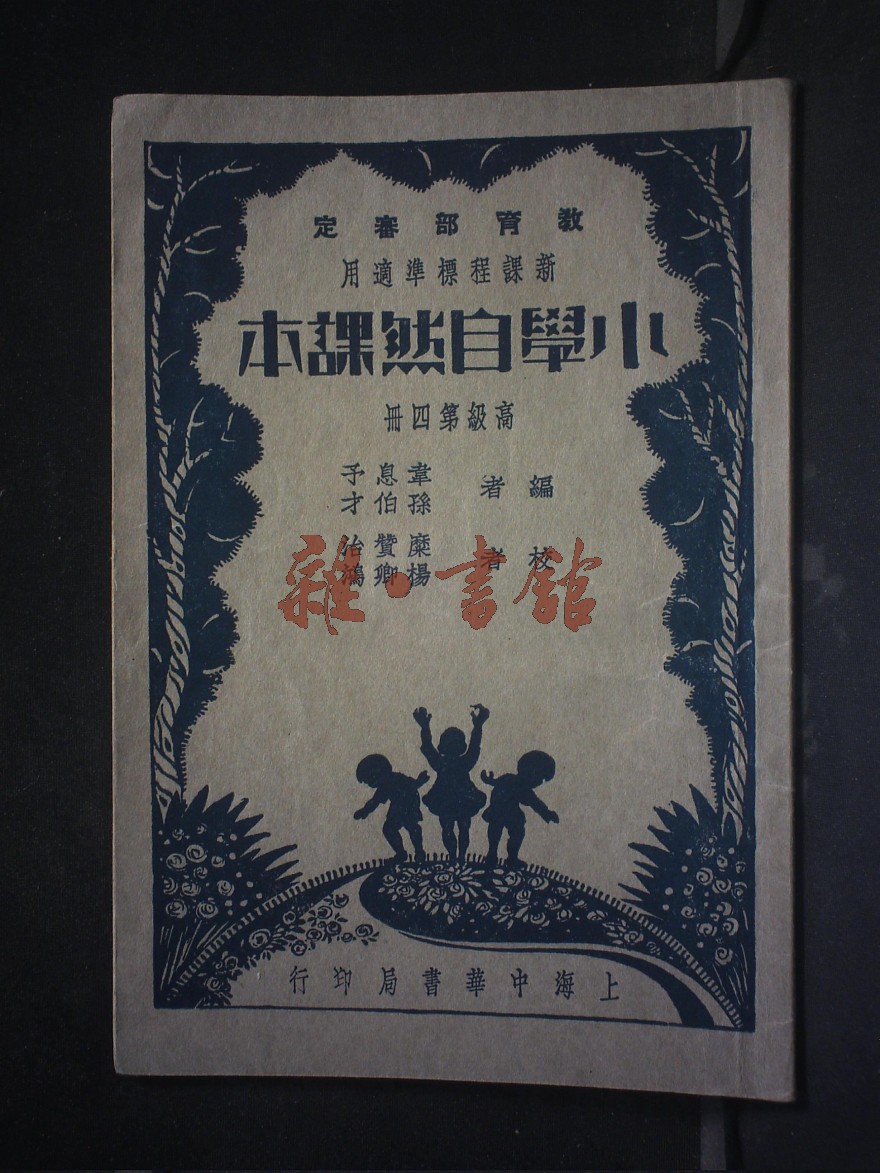 教育部審定
新課程標準適用
小學自然課本
高級第四冊
編者
韋息予
孫伯才
校者
糜贊治
楊卿鴻
雜·書館
上海中華書局印行